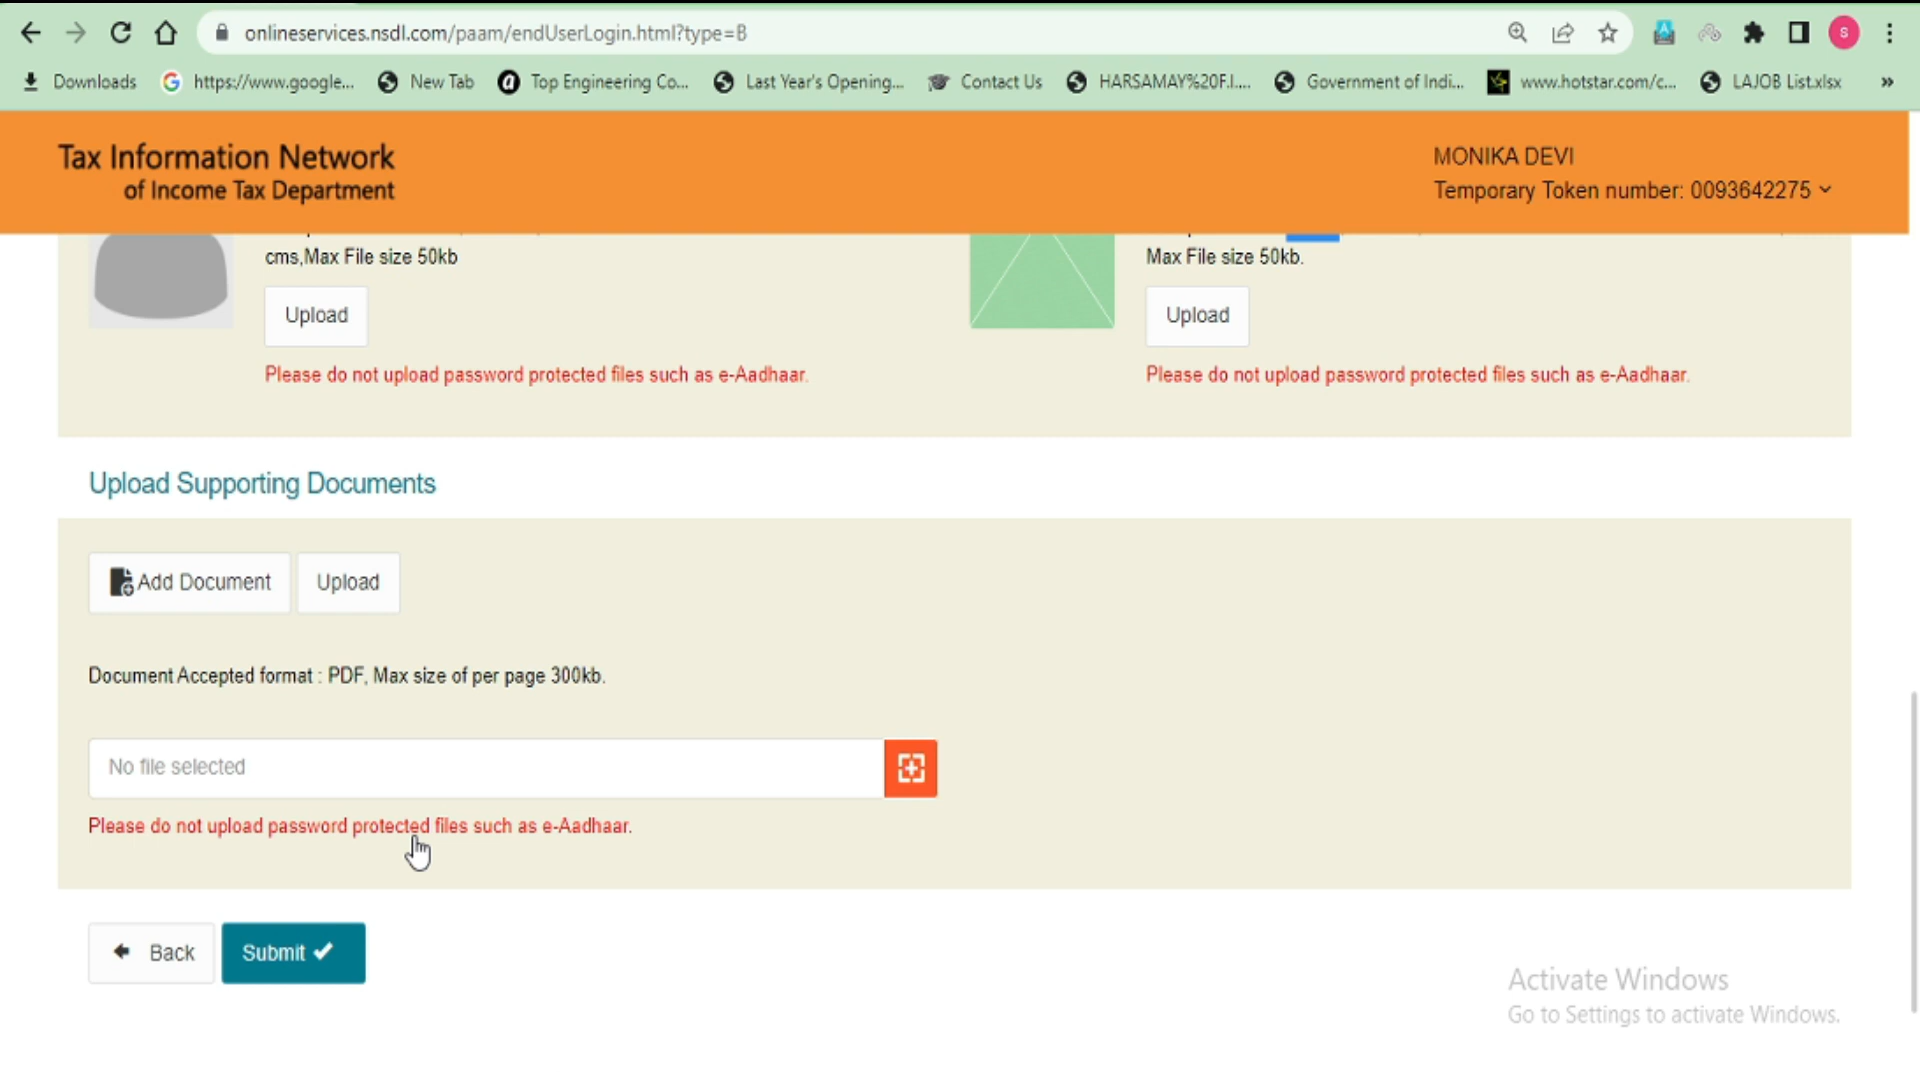 onlineservices.nsdl.com/paam/endUserLogin.html?type=B
S
Downloads https://www.google... New Tab Top Engineering Co... Last Year's Opening... Contact Us HARSAMAY%20F.I.... Government of Indi... www.hotstar.com/c... LAJOB List.xlsx »
Tax Information Network
of Income Tax Department
MONIKA DEVI
Temporary Token number: 0093642275
cms,Max File size 50kb
Max File size 50kb.
Upload
Upload
Please do not upload password protected files such as e-Aadhaar.
Please do not upload password protected files such as e-Aadhaar.
Upload Supporting Documents
Add Document Upload
Document Accepted format : PDF, Max size of per page 300kb.
No file selected
Please do not upload password protected files such as e-Aadhaar.
Back Submit
Activate Windows
Go to Settings to activate Windows.